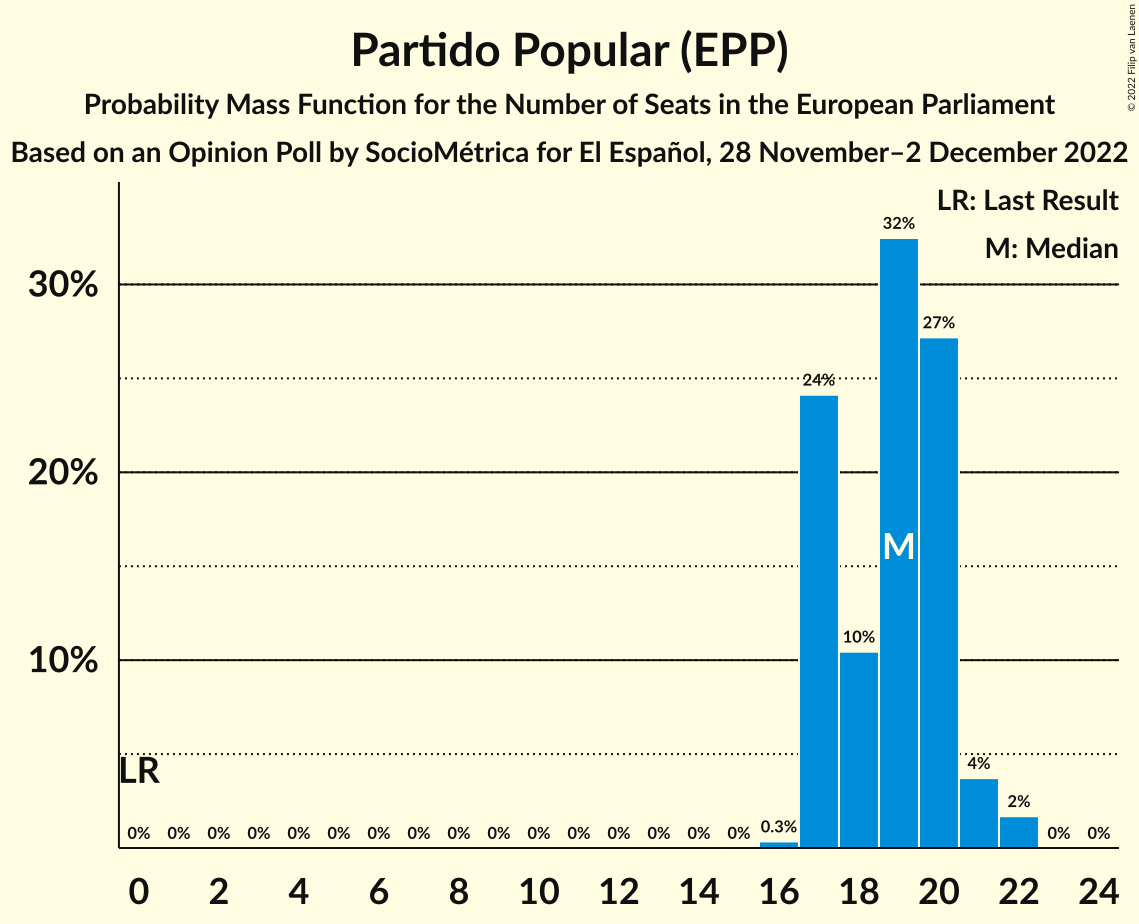 Partido Popular (EPP)
Probability Mass Function for the Number of Seats in the European Parliament
Based on an Opinion Poll by SocioMétrica for El Español, 28 November–2 December 2022
© 2022 Filip van Laenen
LR: Last Result
M: Median
30%
20%
10%
LR
M
0% 0% 0% 0% 0% 0% 0% 0% 0% 0% 0% 0% 0% 0% 0% 0% 0.3% 24% 10% 32% 27% 4% 2% 0% 0%
0 2 4 6 8 10 12 14 16 18 20 22 24